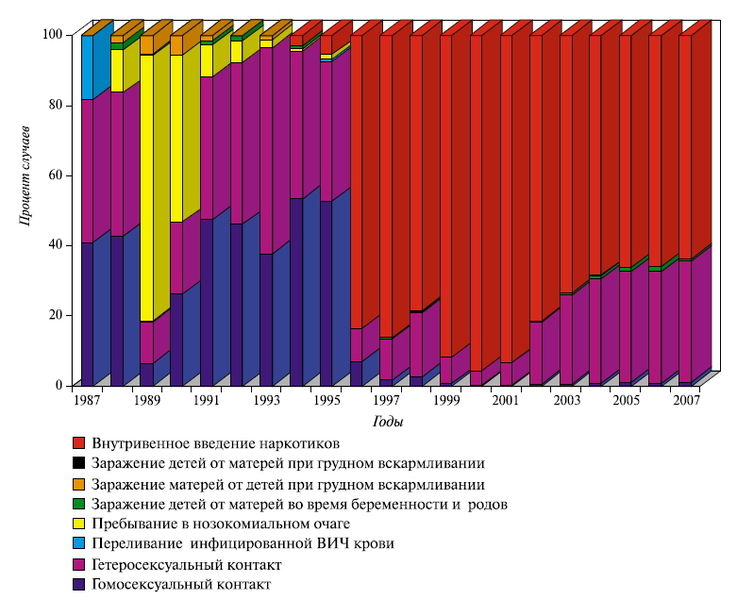 100
80
60
40
20
0
Процент случаев
1987 1989 1991 1993 1995 1997 1999 2001 2003 2005 2007
Годы
Внутривенное введение наркотиков
Заражение детей от матерей при грудном вскармливании
Заражение матерей от детей при грудном вскармливании
Заражение детей от матерей во время беременности и родов
Пребывание в нозокомиальном очаге
Переливание инфицированной ВИЧ крови
Гетеросексуальный контакт
Гомосексуальный контакт